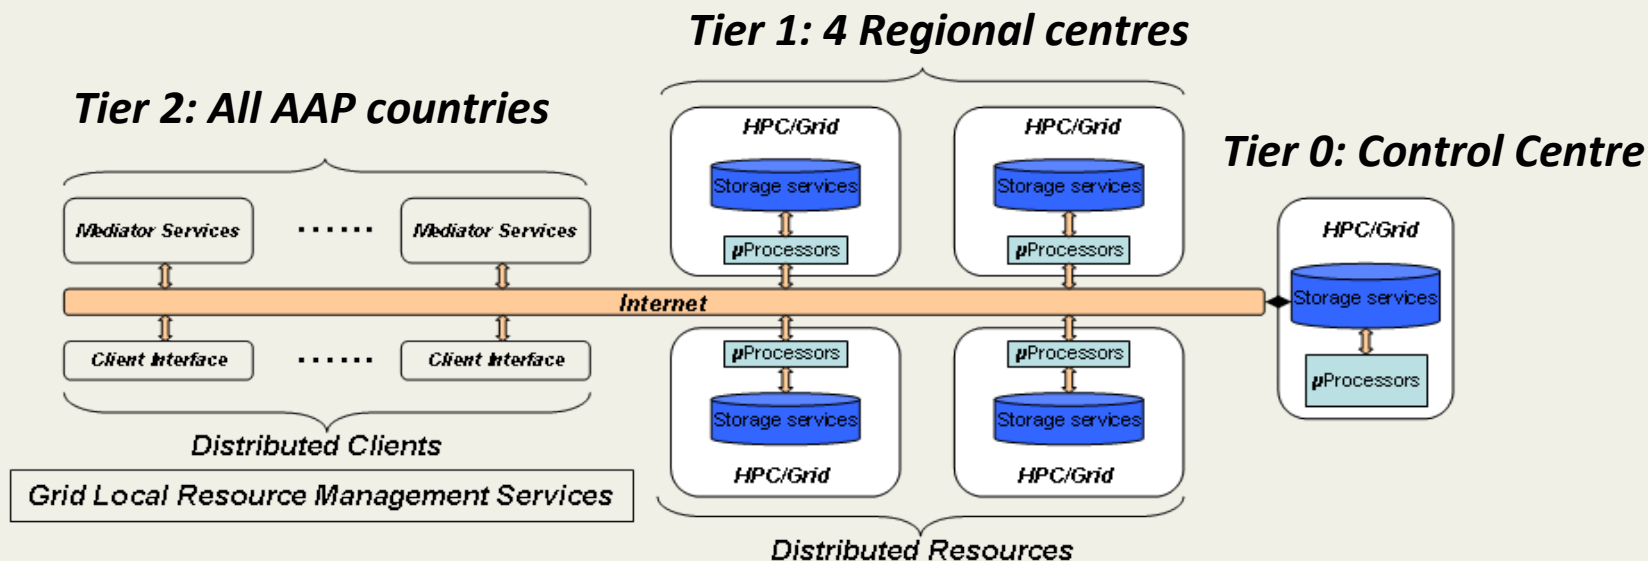 Tier 1: 4 Regional centres
Tier 2: All AAP countries
Tier 0: Control Centre
HPC/Grid
Storage services
µProcessors
HPC/Grid
Storage services
µProcessors
HPC/Grid
Storage services
µProcessors
Mediator Services
......
Mediator Services
Internet
Client Interface
......
Client Interface
µProcessors
Storage services
HPC/Grid
µProcessors
Storage services
HPC/Grid
Distributed Clients
Grid Local Resource Management Services
Distributed Resources